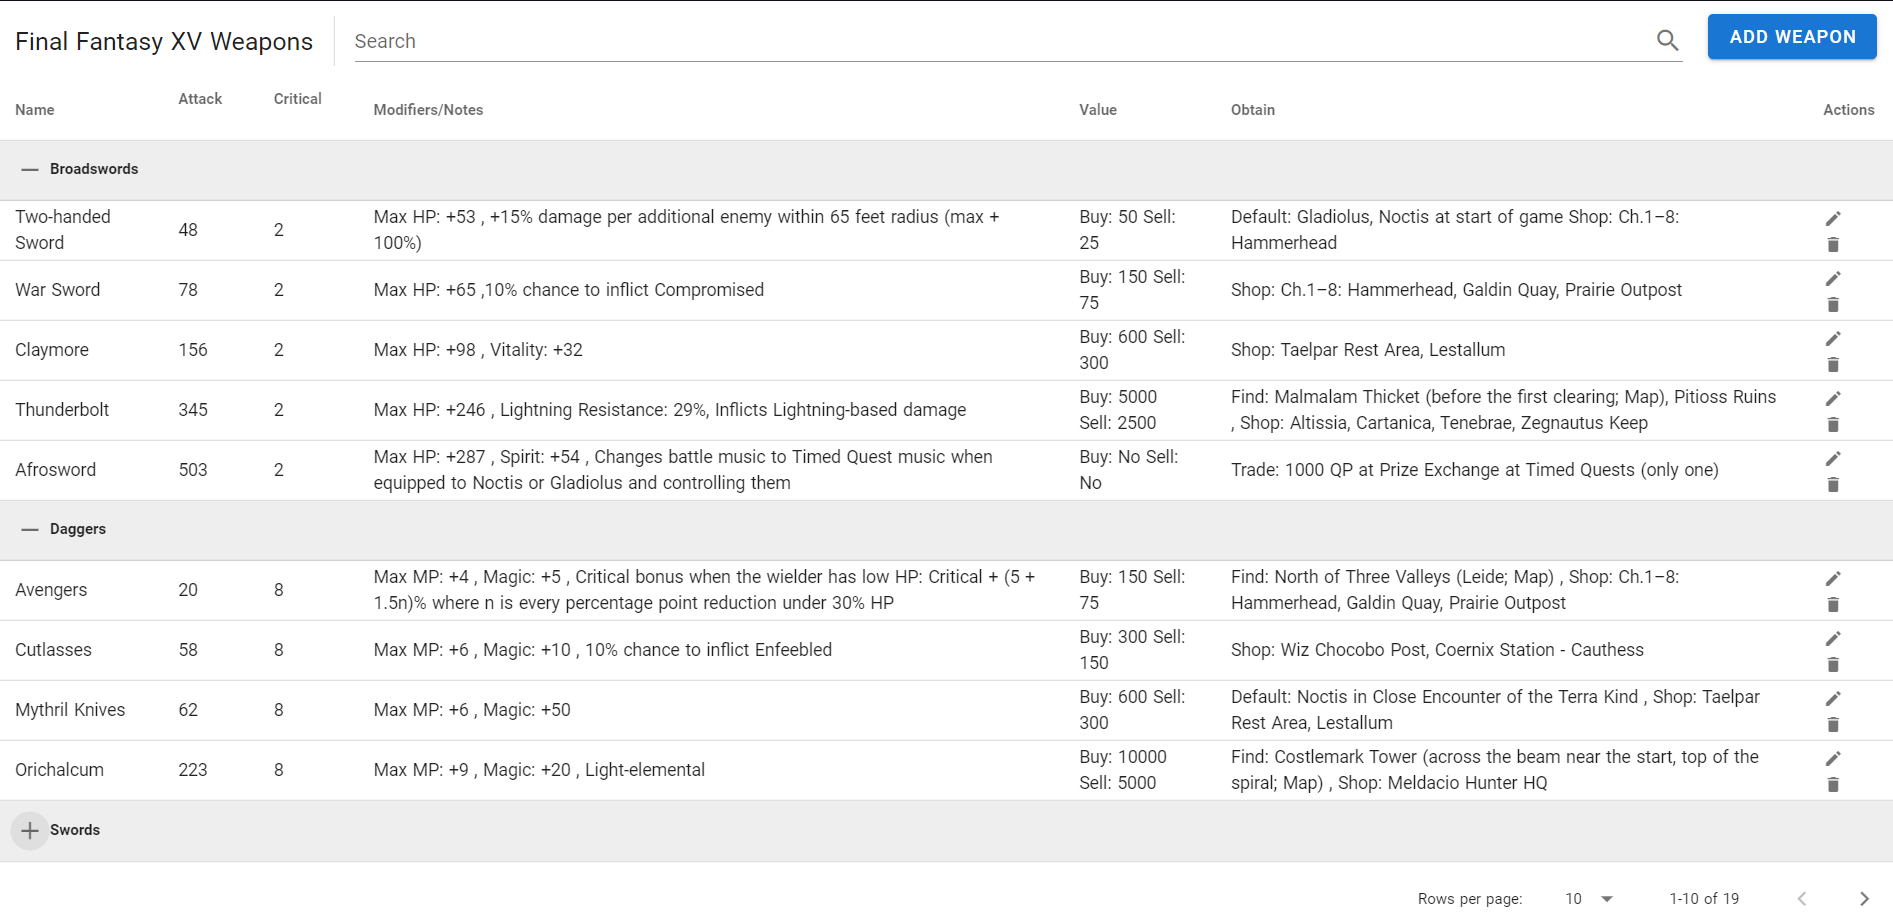 Final Fantasy XV Weapons
Search
ADD WEAPON
Name Attack Critical Modifiers/Notes Value Obtain Actions
Broadswords
Two-handed Sword 48 2 Max HP: +53 , +15% damage per additional enemy within 65 feet radius (max + 100%) Buy: 50 Sell: 25 Default: Gladiolus, Noctis at start of game Shop: Ch.1–8: Hammerhead
War Sword 78 2 Max HP: +65 ,10% chance to inflict Compromised Buy: 150 Sell: 75 Shop: Ch.1–8: Hammerhead, Galdin Quay, Prairie Outpost
Claymore 156 2 Max HP: +98 , Vitality: +32 Buy: 600 Sell: 300 Shop: Taelpar Rest Area, Lestallum
Thunderbolt 345 2 Max HP: +246 , Lightning Resistance: 29%, Inflicts Lightning-based damage Buy: 5000 Sell: 2500 Find: Malmalam Thicket (before the first clearing; Map), Pitioss Ruins , Shop: Altissia, Cartanica, Tenebrae, Zegnautus Keep
Afrosword 503 2 Max HP: +287 , Spirit: +54 , Changes battle music to Timed Quest music when equipped to Noctis or Gladiolus and controlling them Buy: No Sell: No Trade: 1000 QP at Prize Exchange at Timed Quests (only one)
Daggers
Avengers 20 8 Max MP: +4 , Magic: +5 , Critical bonus when the wielder has low HP: Critical + (5 + 1.5n)% where n is every percentage point reduction under 30% HP Buy: 150 Sell: 75 Find: North of Three Valleys (Leide; Map) , Shop: Ch.1–8: Hammerhead, Galdin Quay, Prairie Outpost
Cutlasses 58 8 Max MP: +6 , Magic: +10 , 10% chance to inflict Enfeebled Buy: 300 Sell: 150 Shop: Wiz Chocobo Post, Coernix Station - Cauthess
Mythril Knives 62 8 Max MP: +6 , Magic: +50 Buy: 600 Sell: 300 Default: Noctis in Close Encounter of the Terra Kind , Shop: Taelpar Rest Area, Lestallum
Orichalcum 223 8 Max MP: +9 , Magic: +20 , Light-elemental Buy: 10000 Sell: 5000 Find: Costlemark Tower (across the beam near the start, top of the spiral; Map) , Shop: Meldacio Hunter HQ
Swords
Rows per page: 10 1-10 of 19